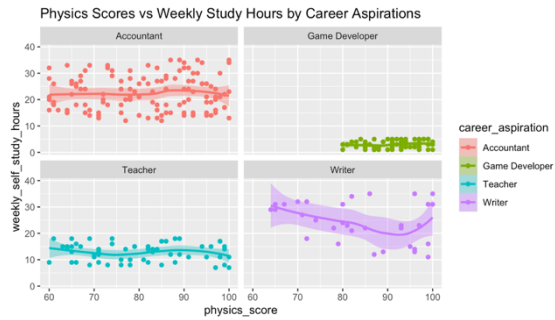 Physics Scores vs Weekly Study Hours by Career Aspirations
Accountant
Game Developer
40
30
20
10
0
Teacher
Writer
40
30
20
10
0
60 70 80 90 100 60 70 80 90 100
physics_score
weekly_self_study_hours
career_aspiration
Accountant
Game Developer
Teacher
Writer